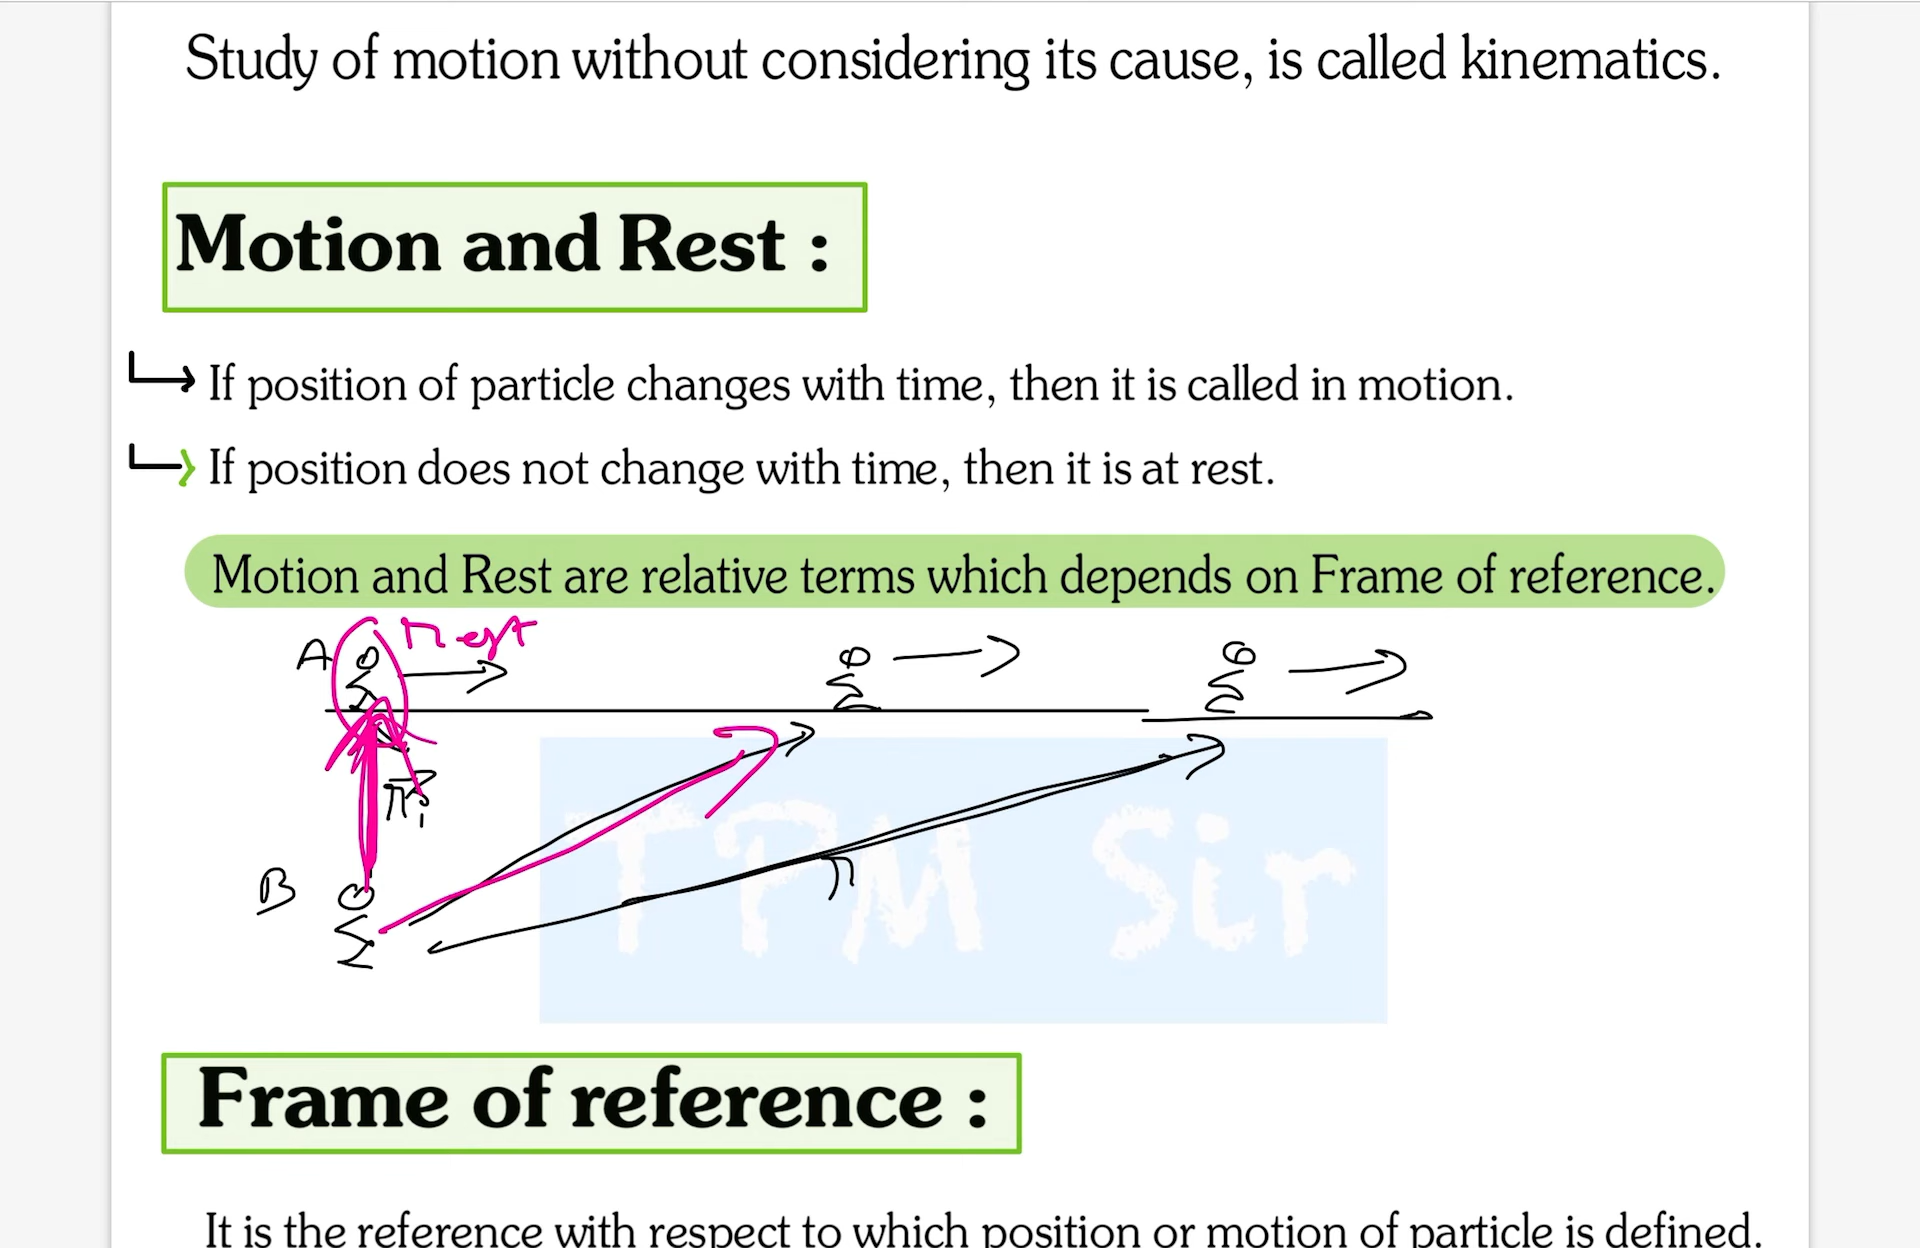 Study of motion without considering its cause, is called kinematics.
Motion and Rest :
If position of particle changes with time, then it is called in motion.
If position does not change with time, then it is at rest.
Motion and Rest are relative terms which depends on Frame of reference.
A Rest
B
TPM Sir
Frame of reference :
It is the reference with respect to which position or motion of particle is defined.